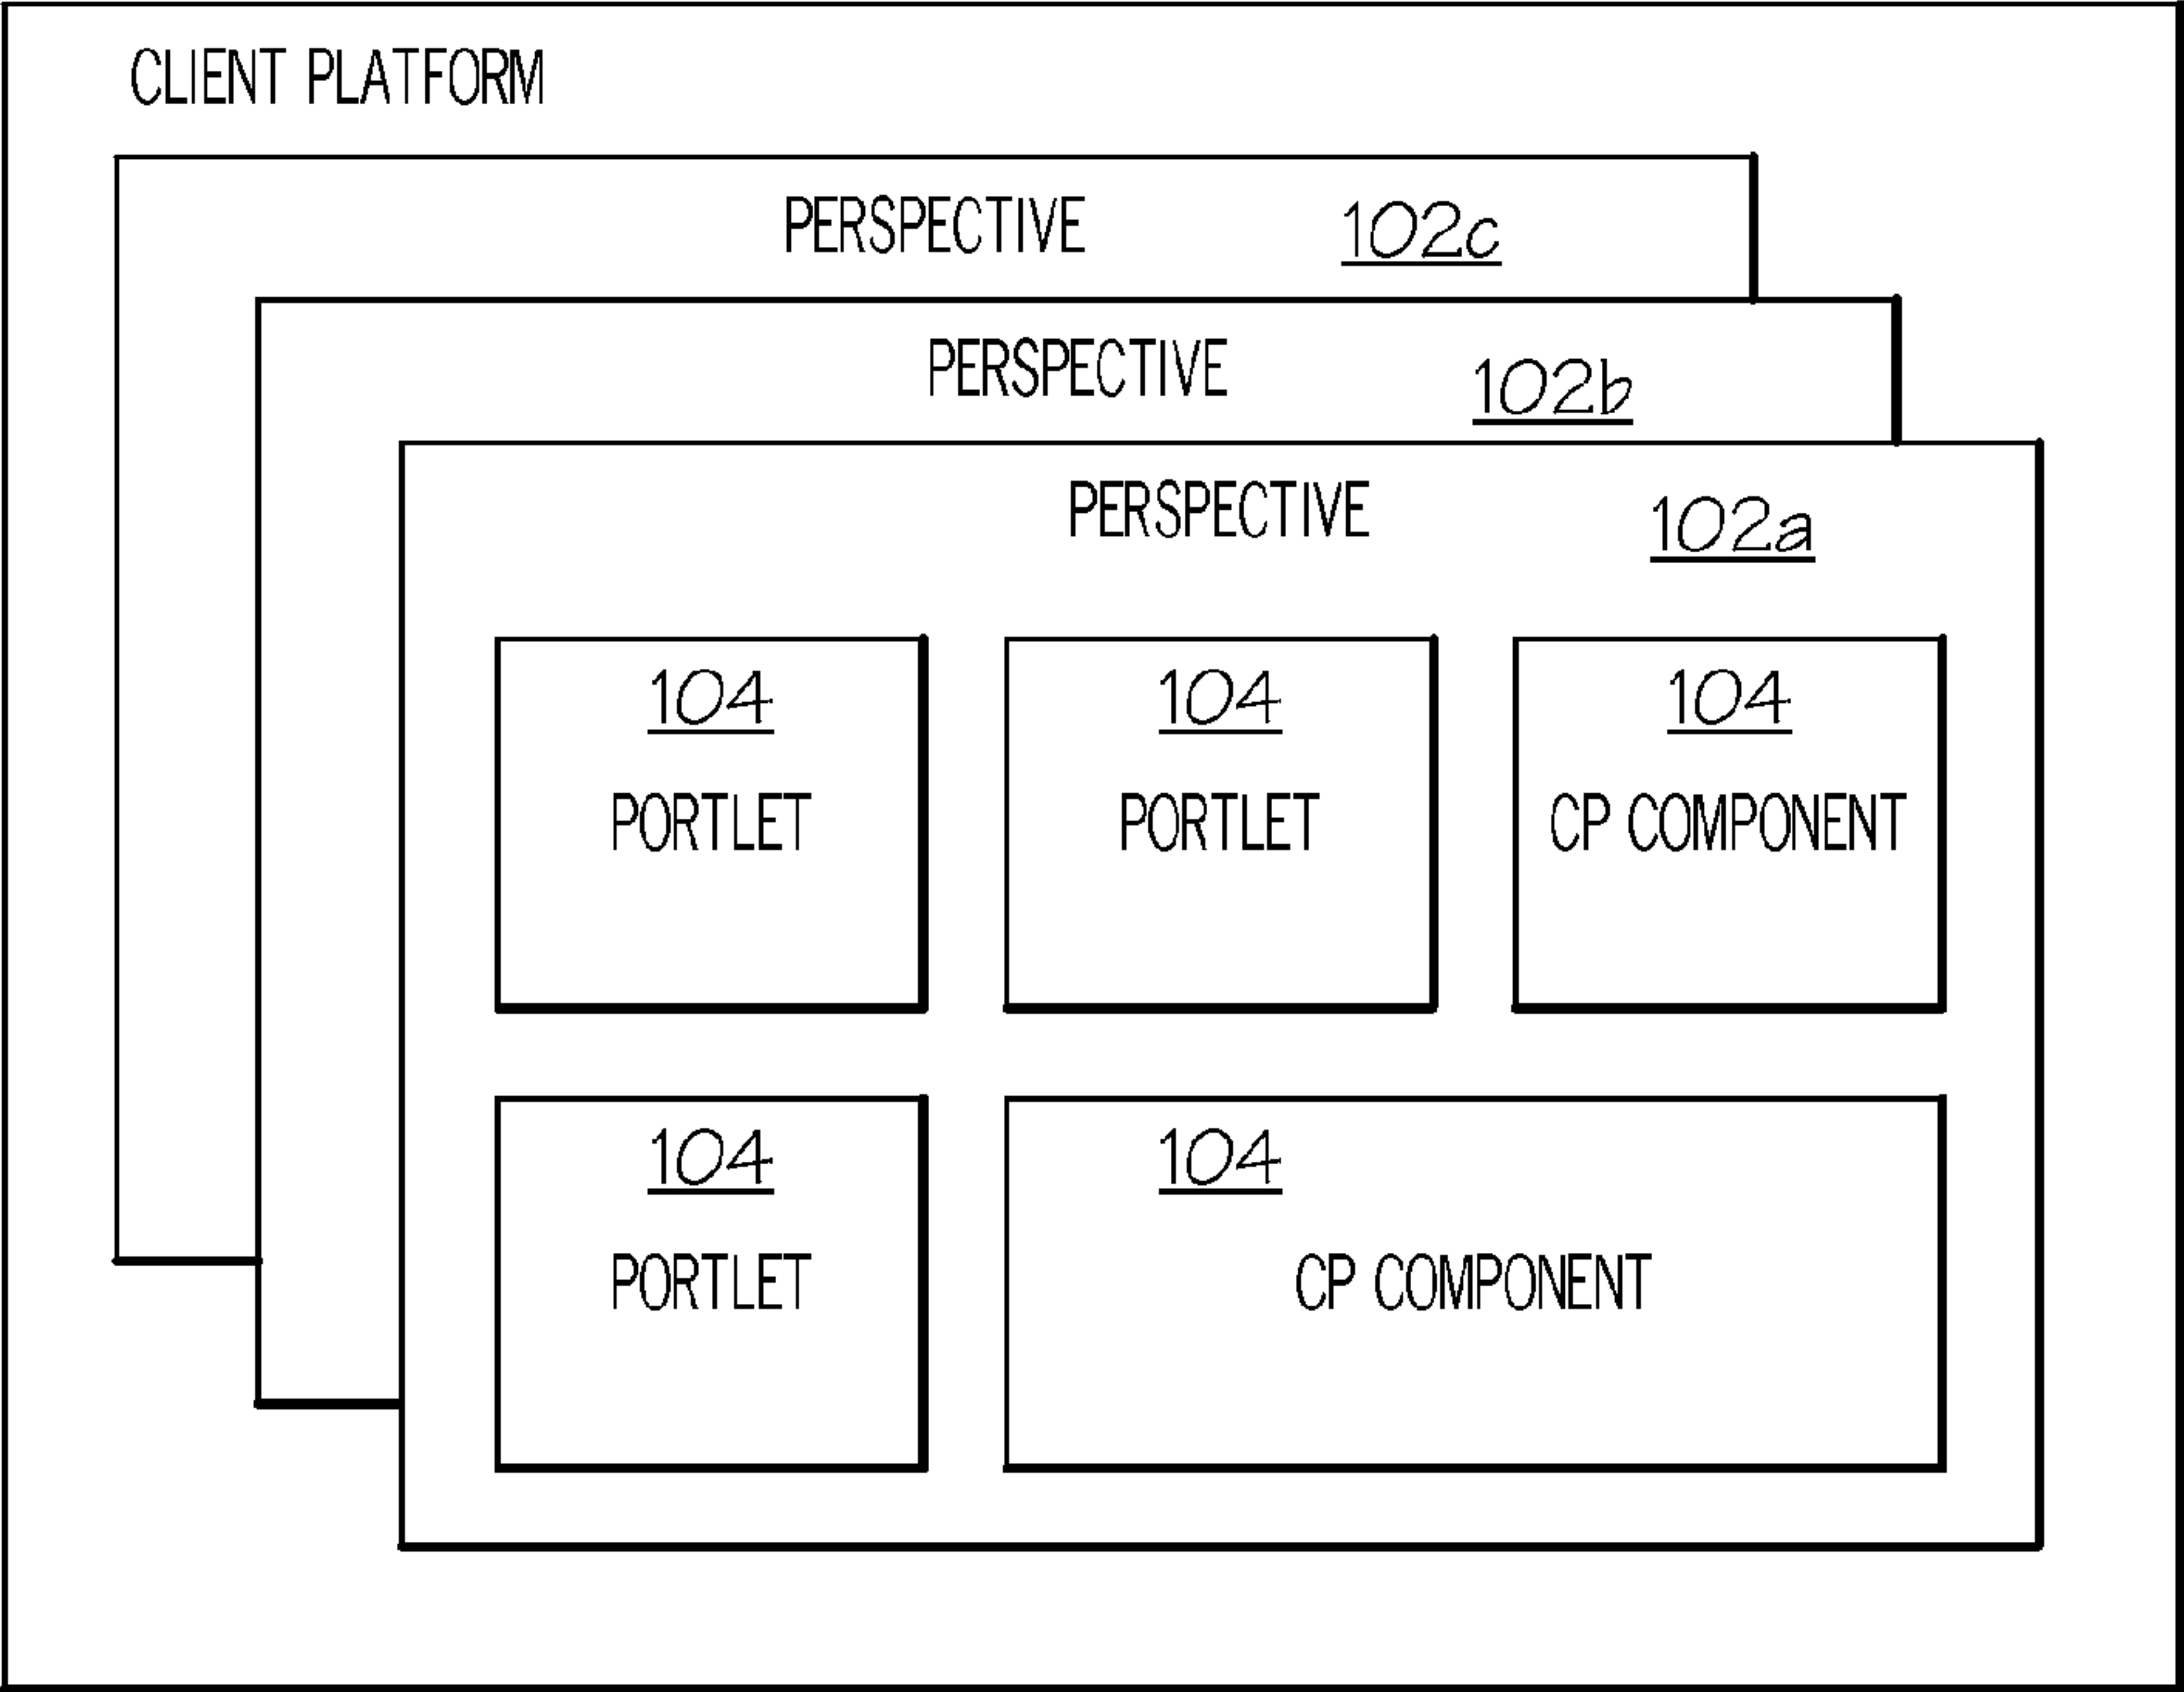 CLIENT PLATFORM
PERSPECTIVE 102c
PERSPECTIVE 102b
PERSPECTIVE 102a
104
PORTLET
104
PORTLET
104
CP COMPONENT
104
PORTLET
104
CP COMPONENT